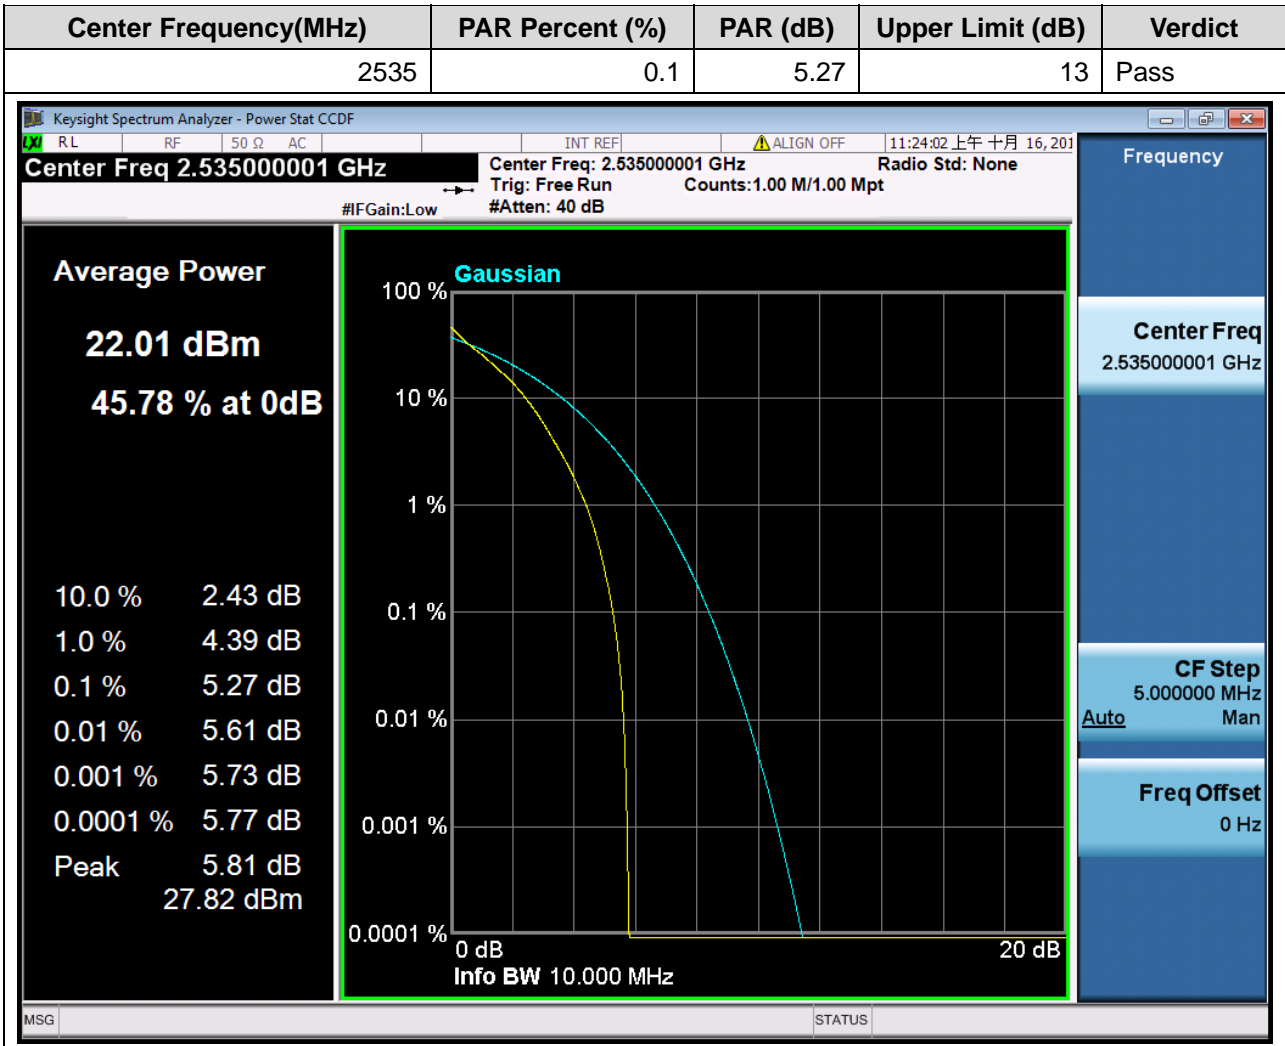 Center Frequency(MHz) PAR Percent (%) PAR (dB) Upper Limit (dB) Verdict
2535 0.1 5.27 13 Pass
Keysight Spectrum Analyzer - Power Stat CCDF
LXI RL RF 50 Ω AC INT REF ALIGN OFF 11:24:02 上午 十月 16, 201
Center Freq 2.535000001 GHz
#IFGain:Low
Center Freq: 2.535000001 GHz Radio Std: None
Trig: Free Run Counts:1.00 M/1.00 Mpt
#Atten: 40 dB
Average Power
22.01 dBm
45.78 % at 0dB
10.0 % 2.43 dB
1.0 % 4.39 dB
0.1 % 5.27 dB
0.01 % 5.61 dB
0.001 % 5.73 dB
0.0001 % 5.77 dB
Peak 5.81 dB
27.82 dBm
Gaussian
100 %
10 %
1 %
0.1 %
0.01 %
0.001 %
0.0001 %
0 dB 20 dB
Info BW 10.000 MHz
Frequency
Center Freq
2.535000001 GHz
CF Step
5.000000 MHz
Auto Man
Freq Offset
0 Hz
MSG STATUS